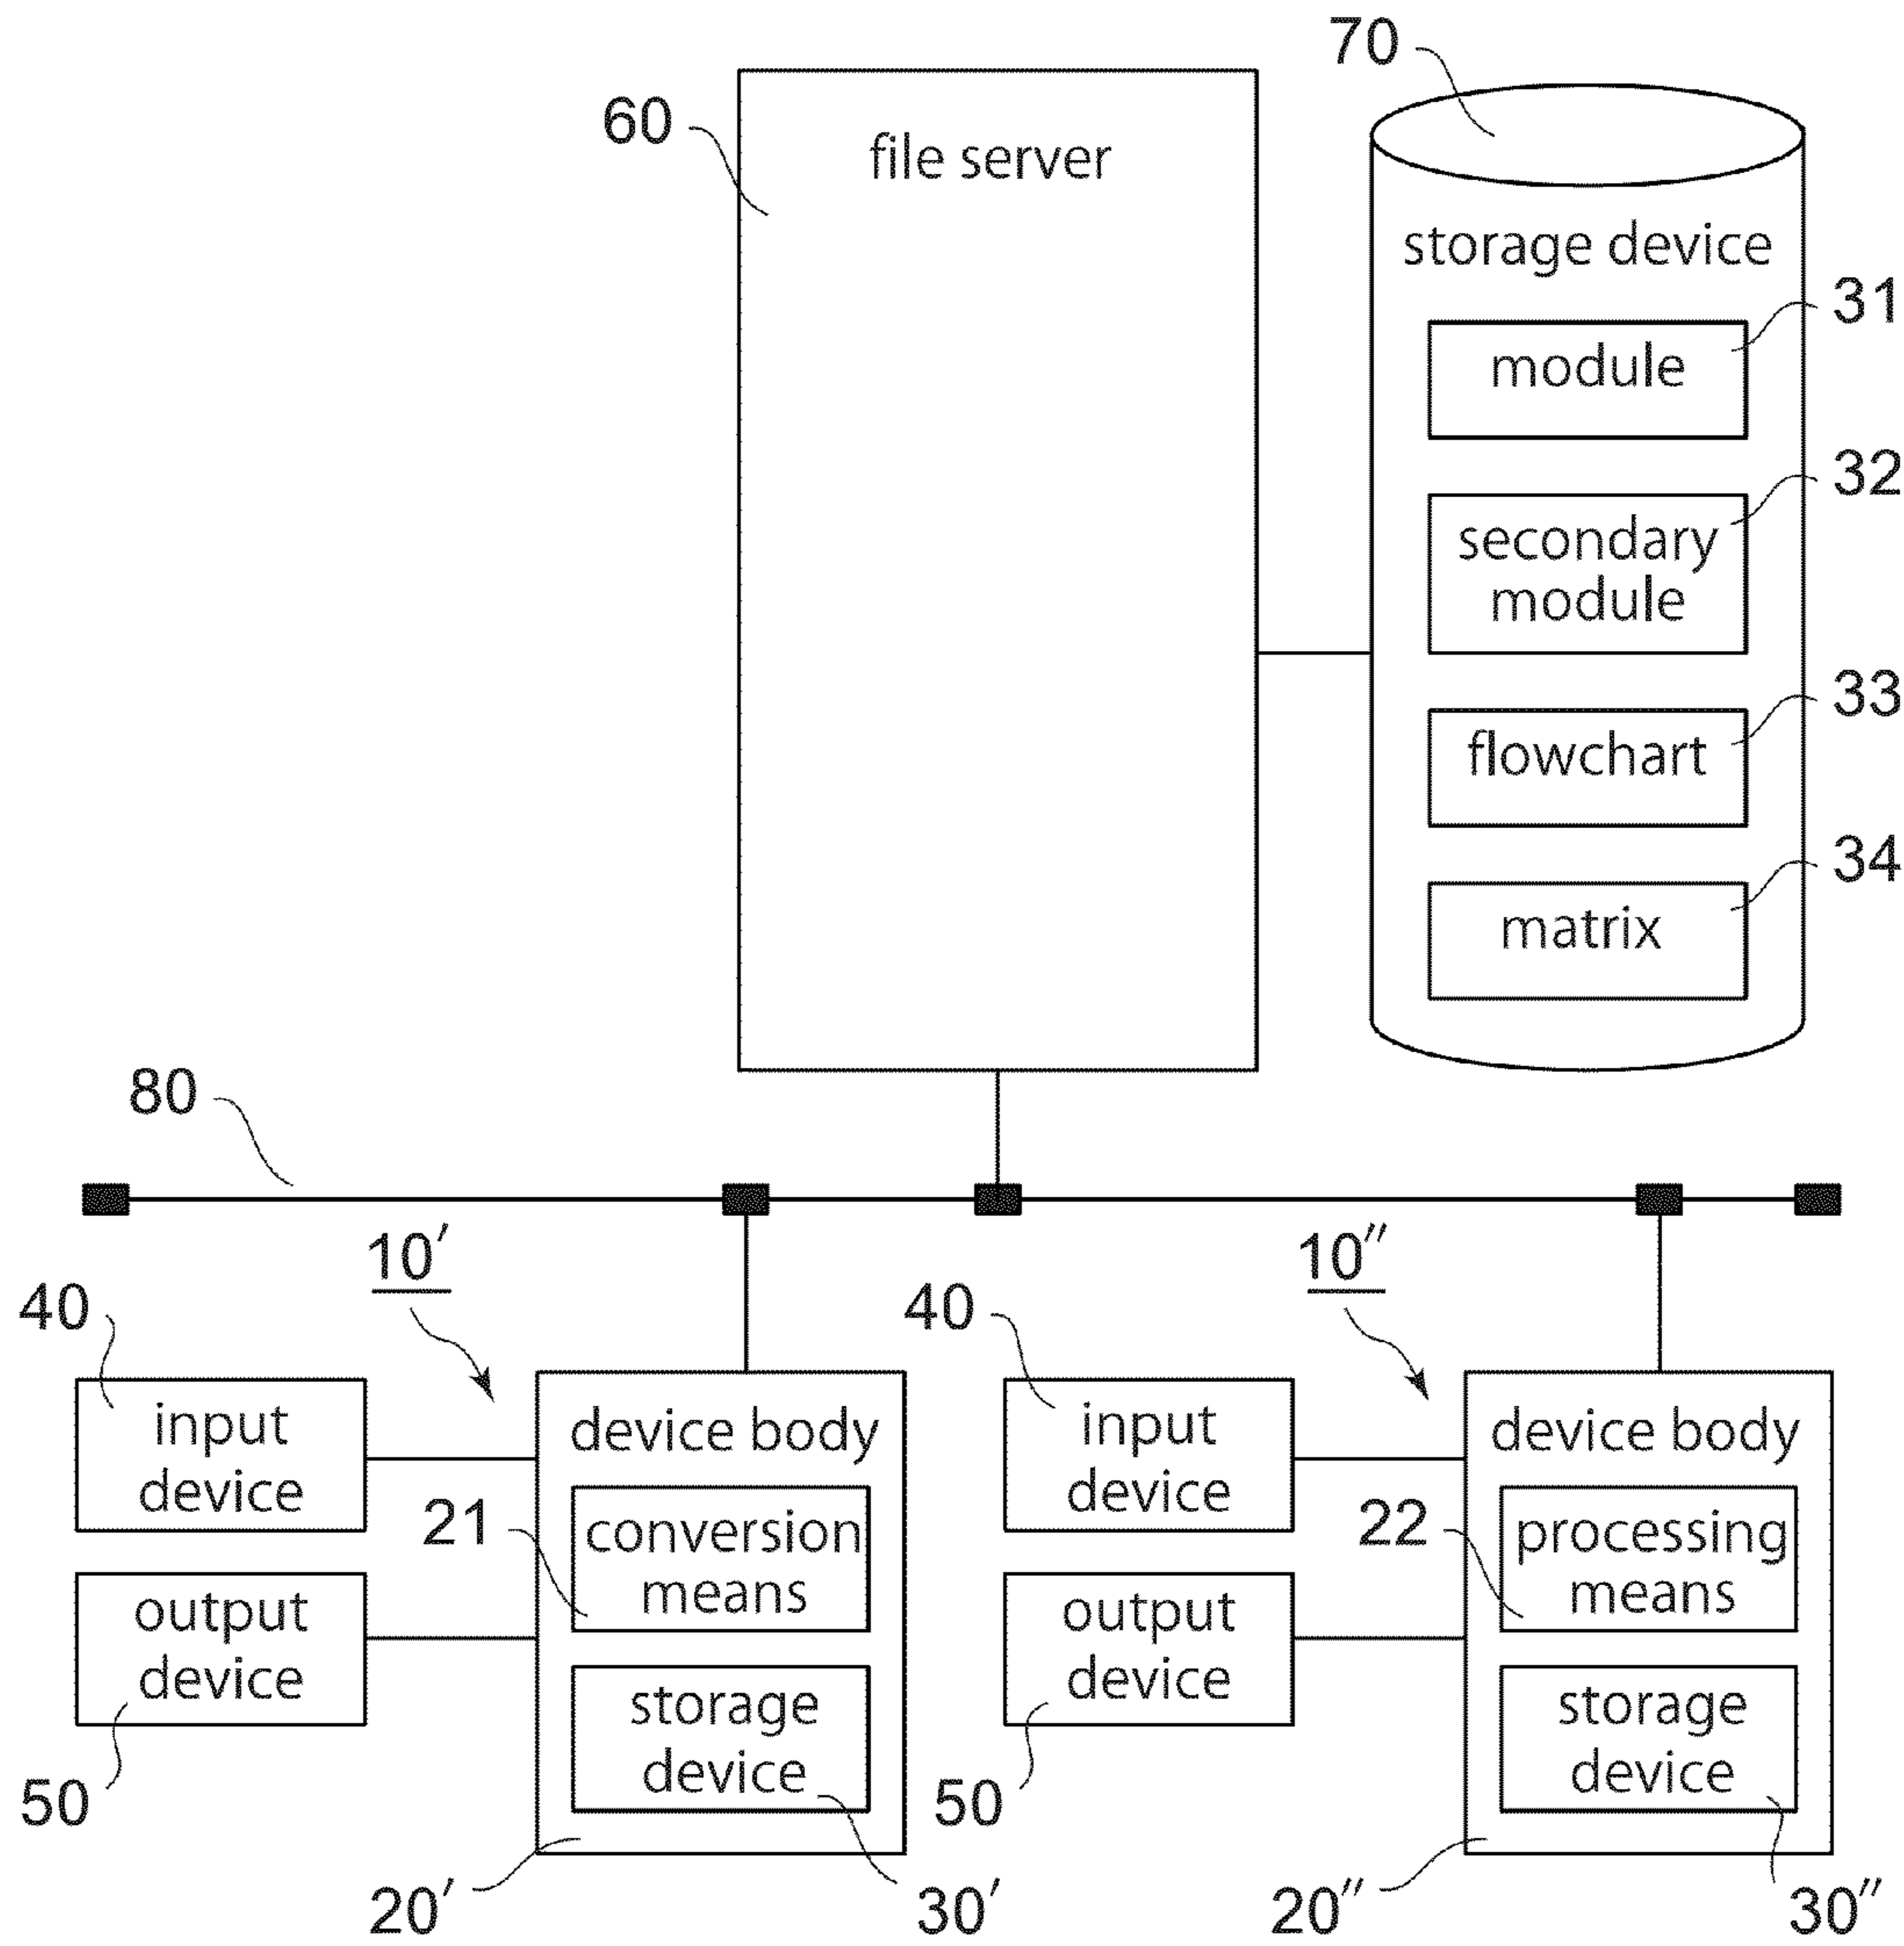 70
60
file server
storage device
31
module
32
secondary
module
33
flowchart
34
matrix
80
10′
10″
40
input
device
device body
21
conversion
means
output
device
50
storage
device
20′
30′
40
input
device
device body
22
processing
means
output
device
50
storage
device
20″
30″